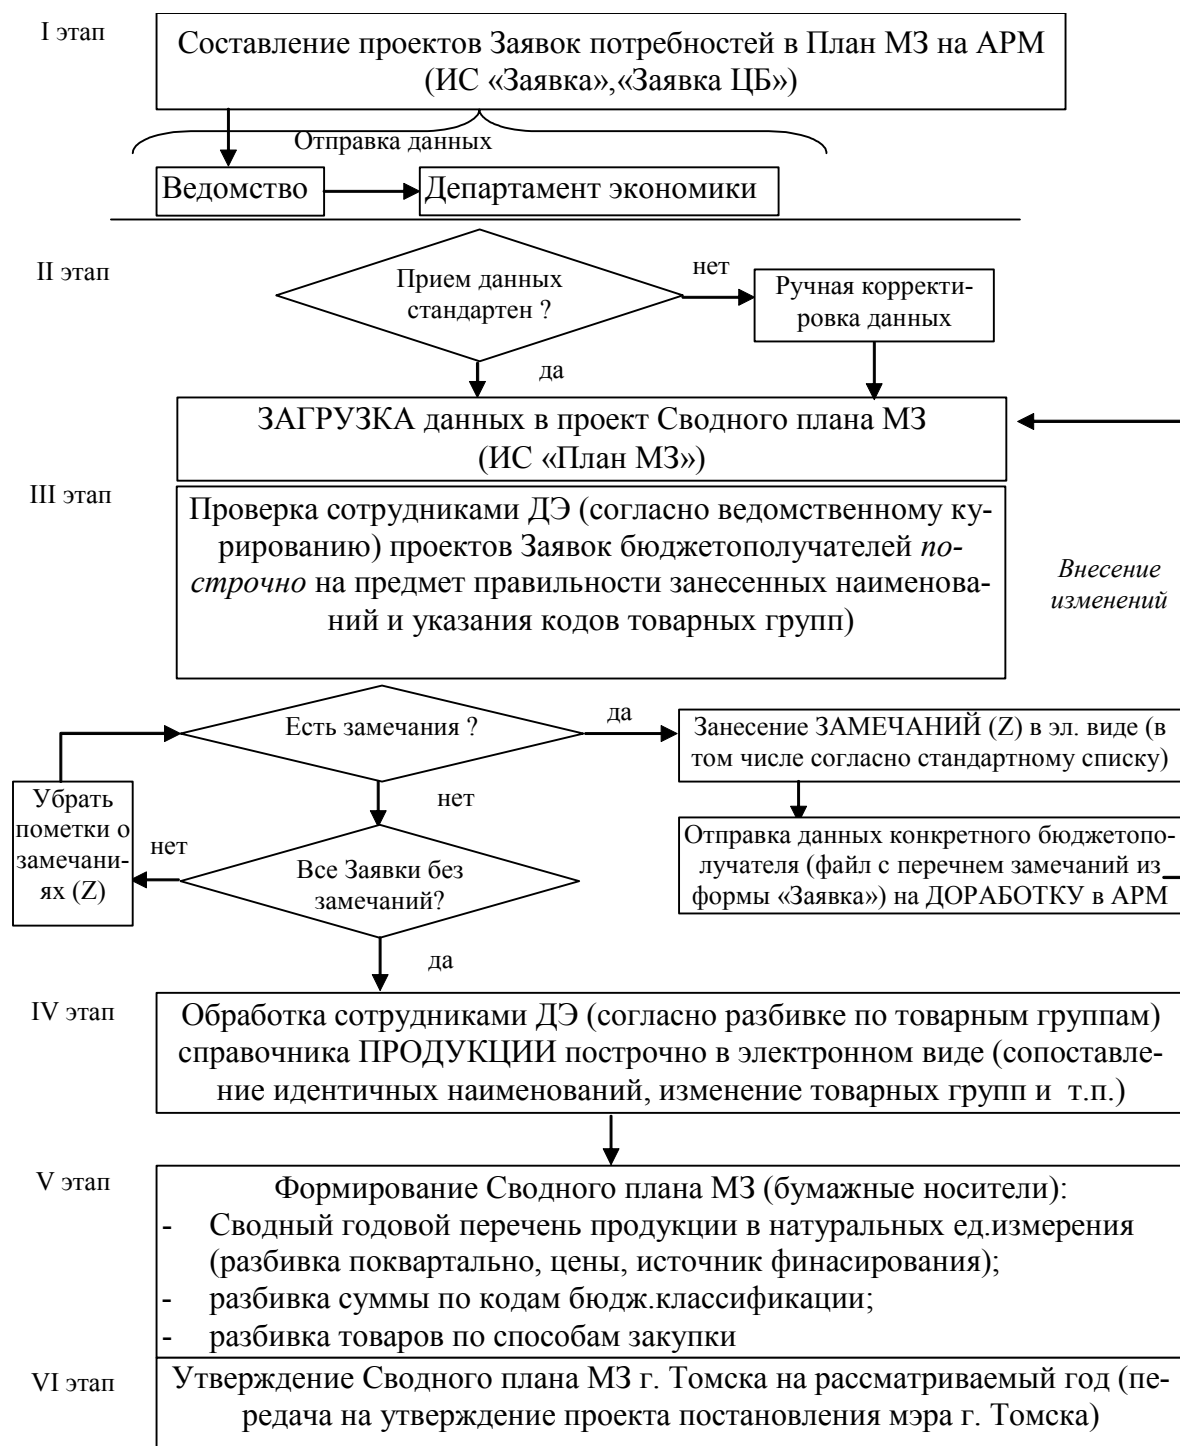 I этап
Составление проектов Заявок потребностей в План МЗ на АРМ
(ИС «Заявка»,«Заявка ЦБ»)
Отправка данных
Ведомство
Департамент экономики
II этап
Прием данных
стандартен ?
нет
Ручная корректи-
ровка данных
да
ЗАГРУЗКА данных в проект Сводного плана МЗ
(ИС «План МЗ»)
III этап
Проверка сотрудниками ДЭ (согласно ведомственному ку-
рированию) проектов Заявок бюджетополучателей по-
строчно на предмет правильности занесенных наименова-
ний и указания кодов товарных групп)
Внесение
изменений
Есть замечания ?
да
Занесение ЗАМЕЧАНИЙ (Z) в эл. виде (в
том числе согласно стандартному списку)
нет
Убрать
пометки о
замечани-
ях (Z)
нет
Все Заявки без
замечаний?
Отправка данных конкретного бюджетопо-
лучателя (файл с перечнем замечаний из
формы «Заявка») на ДОРАБОТКУ в АРМ
да
IV этап
Обработка сотрудниками ДЭ (согласно разбивке по товарным группам)
справочника ПРОДУКЦИИ построчно в электронном виде (сопоставле-
ние идентичных наименований, изменение товарных групп и т.п.)
V этап
Формирование Сводного плана МЗ (бумажные носители):
- Сводный годовой перечень продукции в натуральных ед.измерения
(разбивка поквартально, цены, источник финасирования);
- разбивка суммы по кодам бюдж.классификации;
- разбивка товаров по способам закупки
VI этап
Утверждение Сводного плана МЗ г. Томска на рассматриваемый год (пе-
редача на утверждение проекта постановления мэра г. Томска)